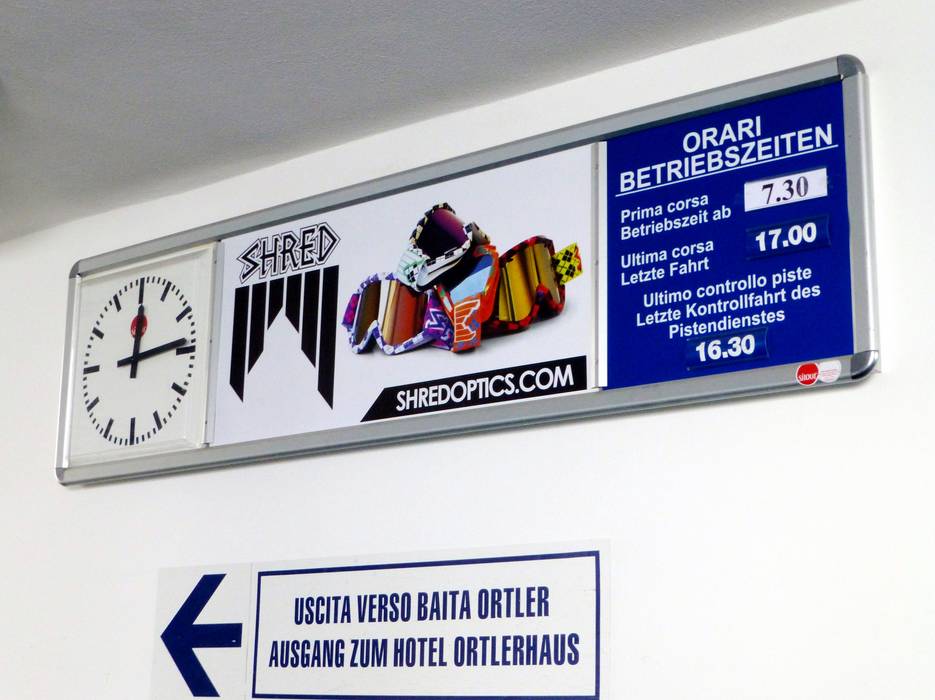 SHRED
SHREDOPTICS.COM
ORARI
BETRIEBSZEITEN
Prima corsa
Betriebszeit ab
7.30
Ultima corsa
Letzte Fahrt
17.00
Ultimo controllo piste
Letzte Kontrollfahrt des
Pistendienstes
16.30
sitour
USCITA VERSO BAITA ORTLER
AUSGANG ZUM HOTEL ORTLERHAUS